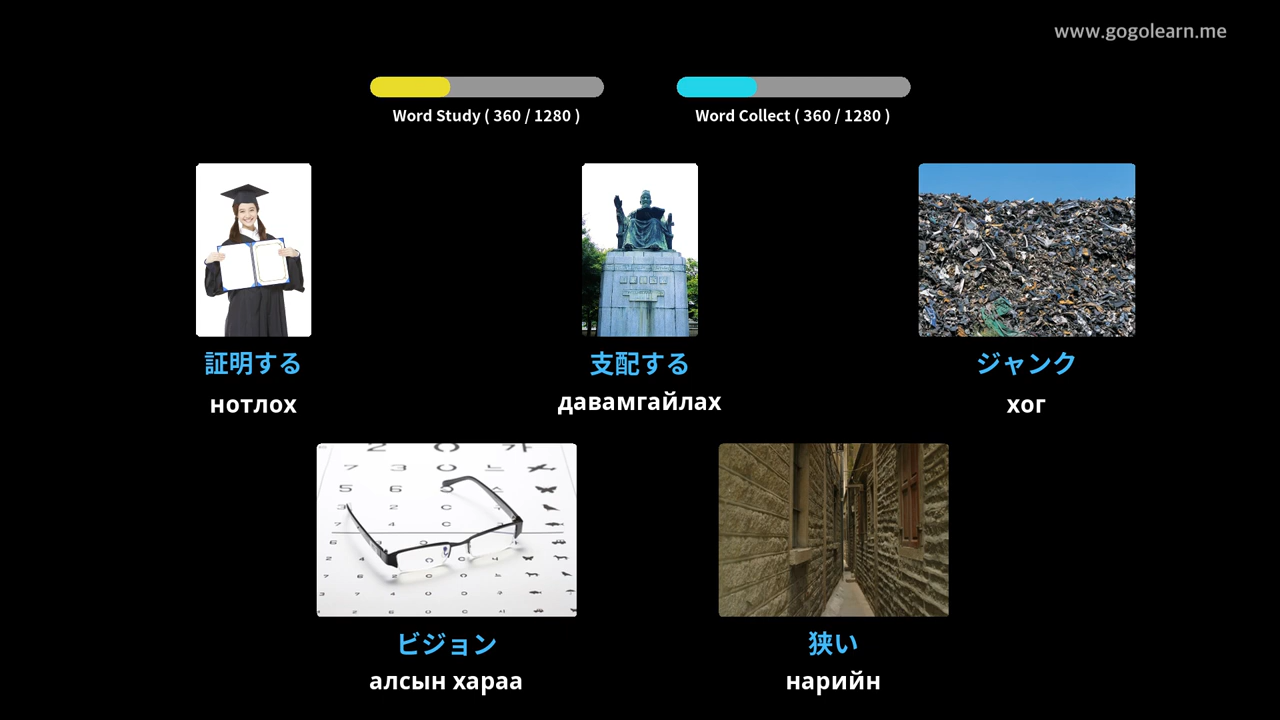 www.gogolearn.me
Word Study ( 360 / 1280 )
Word Collect ( 360 / 1280 )
証明する
нотлох
支配する
давамгайлах
ジャンク
хог
ビジョン
алсын хараа
狭い
нарийн